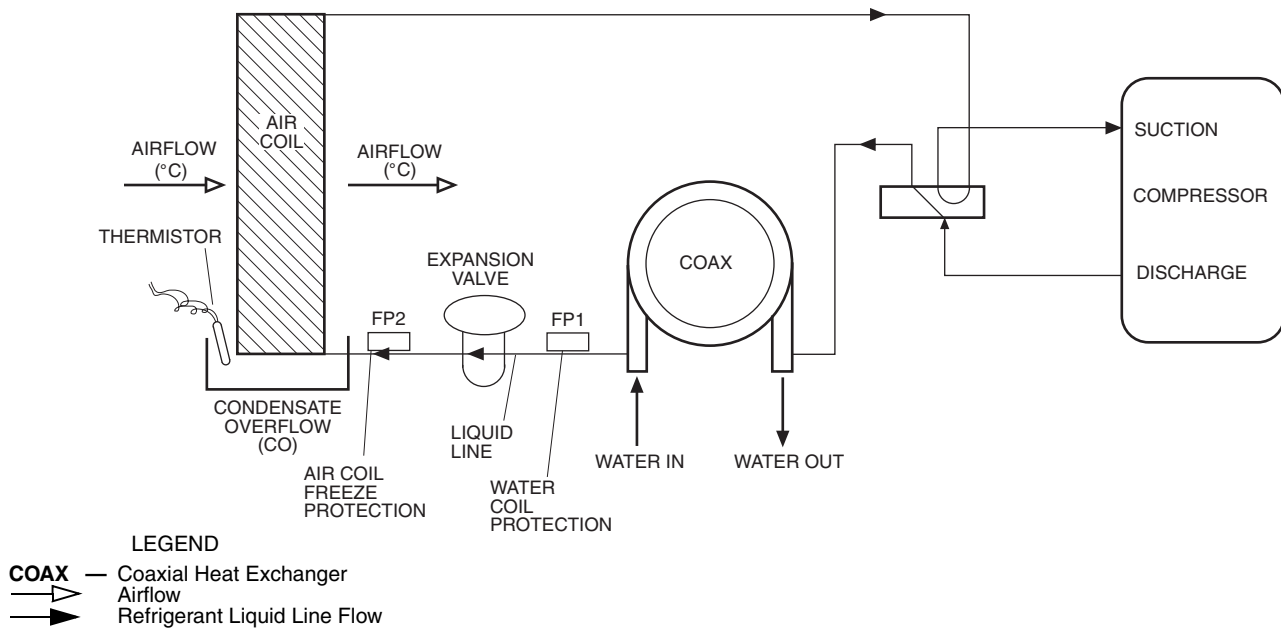 AIR
COIL
AIRFLOW
(°C)
AIRFLOW
(°C)
THERMISTOR
EXPANSION
VALVE
COAX
SUCTION
COMPRESSOR
DISCHARGE
FP2
FP1
CONDENSATE
OVERFLOW
(CO)
AIR COIL
FREEZE
PROTECTION
LIQUID
LINE
WATER
COIL
PROTECTION
WATER IN
WATER OUT
LEGEND
COAX — Coaxial Heat Exchanger
Airflow
Refrigerant Liquid Line Flow